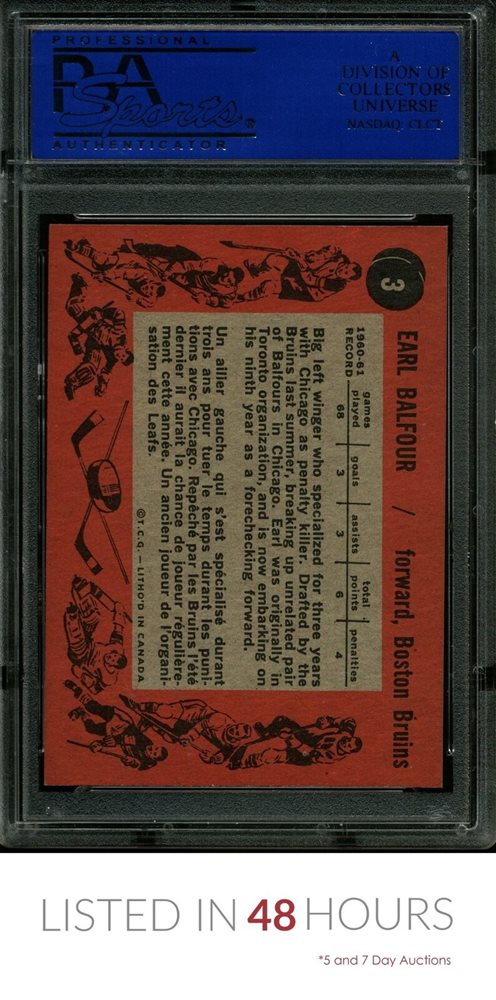 PROFESSIONAL
PSA
Sports®
AUTHENTICATOR
A
DIVISION OF
COLLECTORS
UNIVERSE
NASDAQ: CLCT
3
EARL BALFOUR / forward, Boston Bruins
1960-61 RECORD
games played goals assists total points penalties
68 3 3 6 4
Big left winger who specialized for three years
with Chicago as penalty killer. Drafted by the
Bruins last summer, breaking up unrelated pair
of Balfours in Chicago. Earl was originally in
Toronto organization, and is now embarking on
his ninth year as a forechecking forward.
Un ailier gauche qui s'est spécialisé durant
trois ans pour tuer le temps durant les puni-
tions avec Chicago. Repêché par les Bruins l'été
dernier il aurait la chance de joueur régulière-
ment cette année. Un ancien joueur de l'organi-
sation des Leafs.
©T.C.G.—LITHO'D IN CANADA
LISTED IN 48 HOURS
*5 and 7 Day Auctions